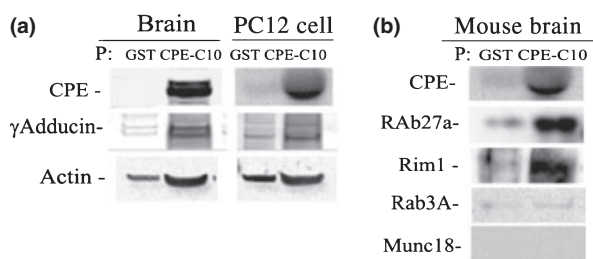 (a) Brain PC12 cell
P: GST CPE-C10 GST CPE-C10
CPE -
γAdducin-
Actin -
(b) Mouse brain
P: GST CPE-C10
CPE-
RAb27a-
Rim1 -
Rab3A-
Munc18-